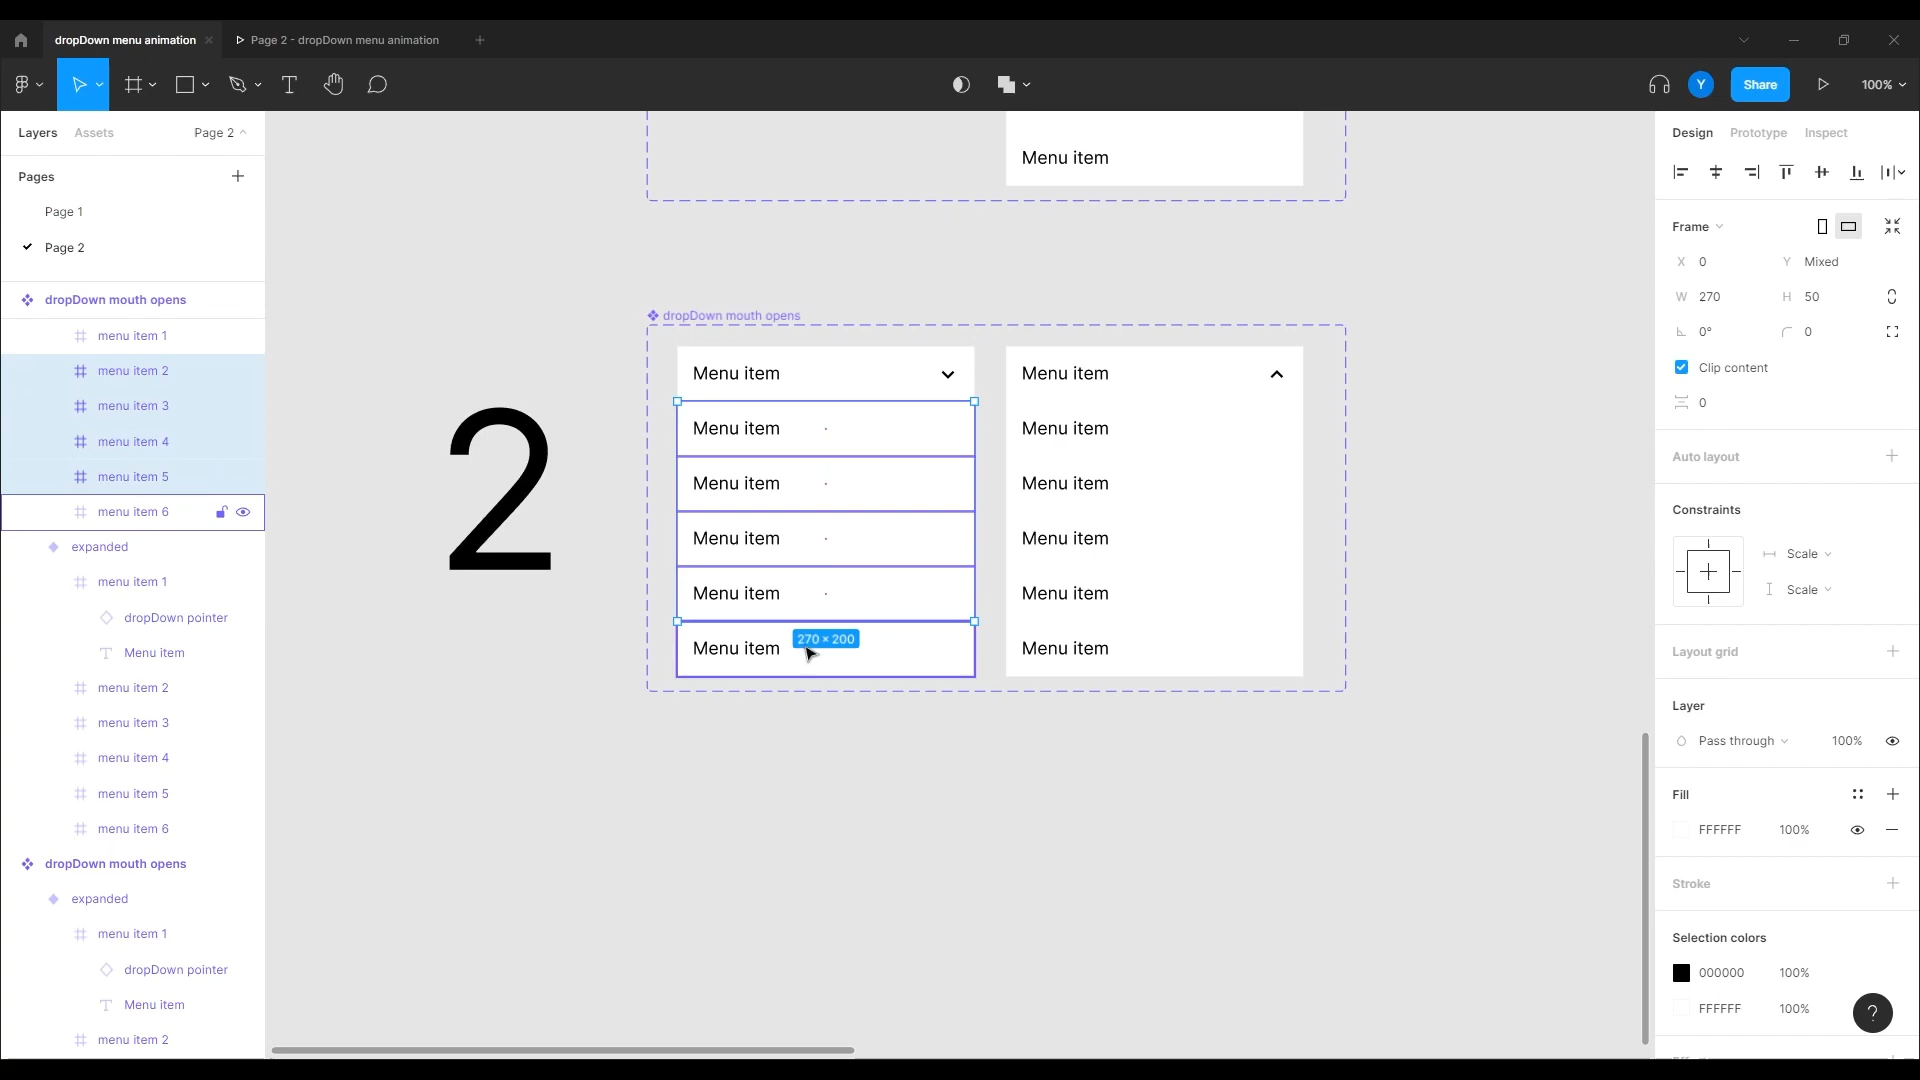 dropDown menu animation
Page 2 - dropDown menu animation
Y
Share
100%
Layers
Assets
Page 2
Pages
Page 1
Page 2
dropDown mouth opens
menu item 1
menu item 2
menu item 3
menu item 4
menu item 5
menu item 6
expanded
menu item 1
dropDown pointer
Menu item
menu item 2
menu item 3
menu item 4
menu item 5
menu item 6
dropDown mouth opens
expanded
menu item 1
dropDown pointer
Menu item
menu item 2
Menu item
2
dropDown mouth opens
Menu item
Menu item
Menu item
Menu item
Menu item
Menu item
270 × 200
Menu item
Menu item
Menu item
Menu item
Menu item
Menu item
Design
Prototype
Inspect
Frame
X 0
Y Mixed
W 270
H 50
0°
0
Clip content
0
Auto layout
Constraints
Scale
Scale
Layout grid
Layer
Pass through
100%
Fill
FFFFFF
100%
Stroke
Selection colors
000000
100%
FFFFFF
100%
?